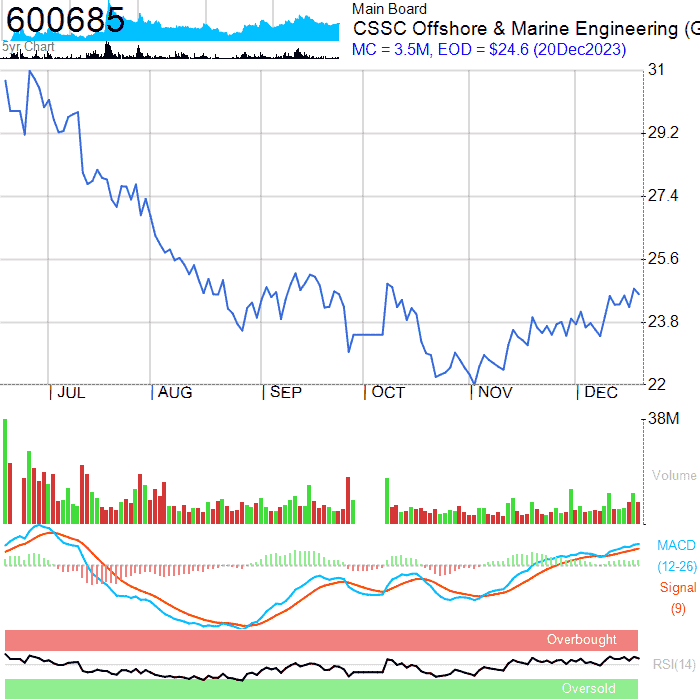 600685
5yr Chart
Main Board
CSSC Offshore & Marine Engineering (G
MC = 3.5M, EOD = $24.6 (20Dec2023)
31
29.2
27.4
25.6
23.8
22
JUL
AUG
SEP
OCT
NOV
DEC
38M
Volume
MACD
(12-26)
Signal
(9)
Overbought
RSI(14)
Oversold